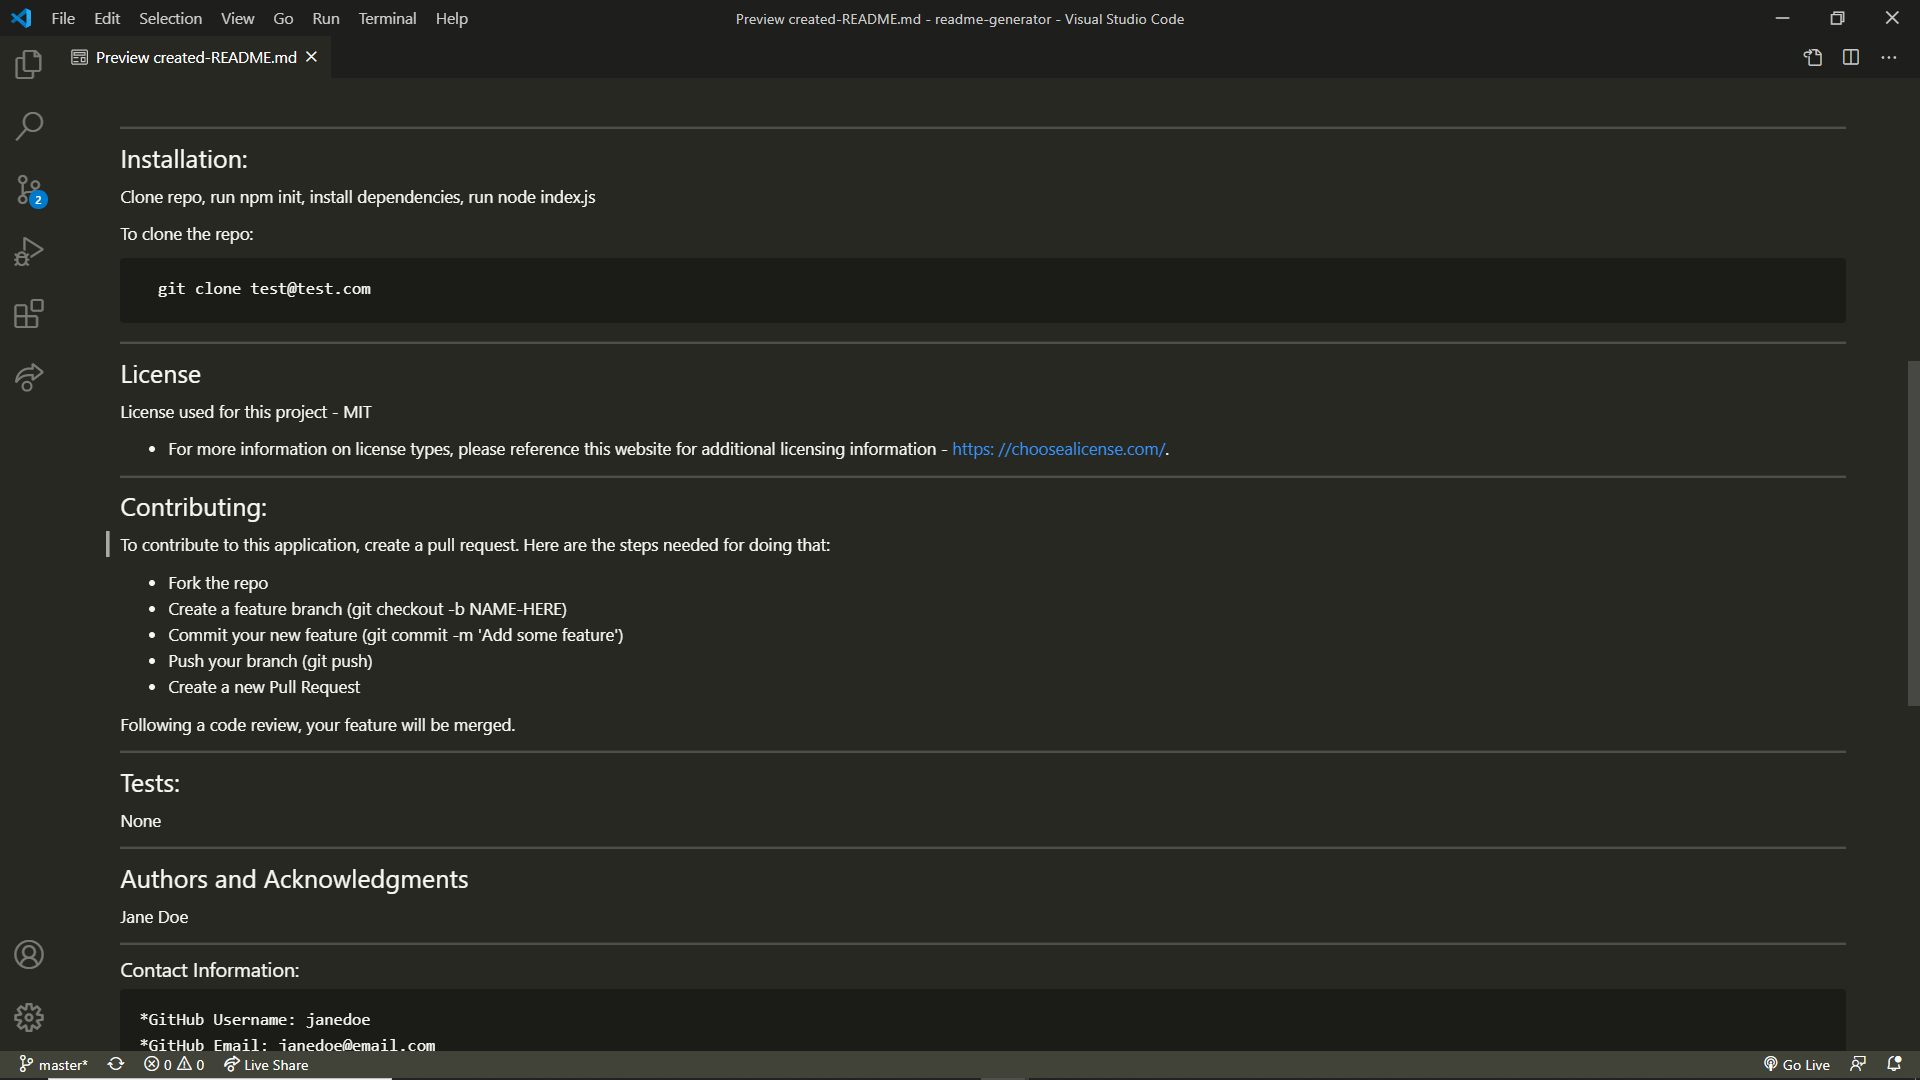 File Edit Selection View Go Run Terminal Help
Preview created-README.md - readme-generator - Visual Studio Code
Preview created-README.md
Installation:
Clone repo, run npm init, install dependencies, run node index.js
To clone the repo:
git clone test@test.com
License
License used for this project - MIT
• For more information on license types, please reference this website for additional licensing information - https: //choosealicense.com/.
Contributing:
To contribute to this application, create a pull request. Here are the steps needed for doing that:
• Fork the repo
• Create a feature branch (git checkout -b NAME-HERE)
• Commit your new feature (git commit -m 'Add some feature')
• Push your branch (git push)
• Create a new Pull Request
Following a code review, your feature will be merged.
Tests:
None
Authors and Acknowledgments
Jane Doe
Contact Information:
*GitHub Username: janedoe
*GitHub Email: janedoe@email.com
2
master* 0 0 Live Share Go Live